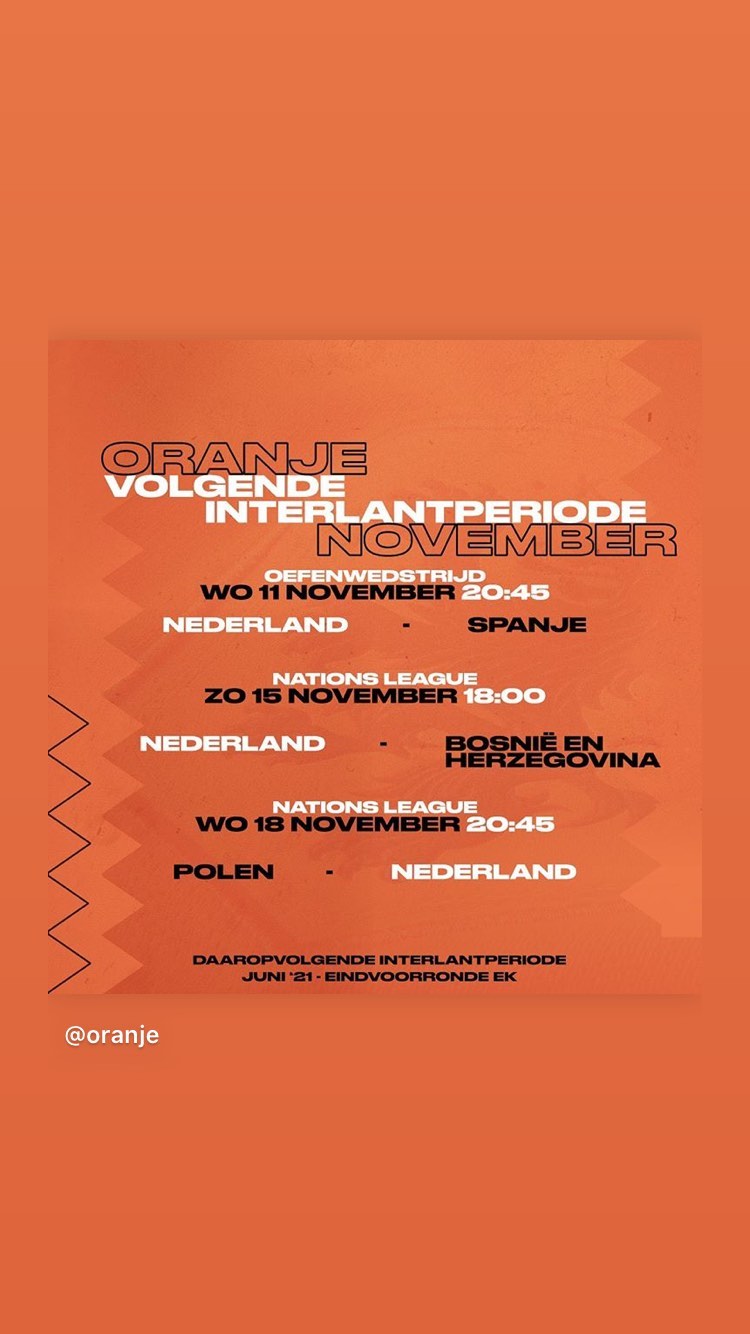 ORANJE
VOLGENDE
INTERLANTPERIODE
NOVEMBER
OEFENWEDSTRIJD
WO 11 NOVEMBER 20:45
NEDERLAND - SPANJE
NATIONS LEAGUE
ZO 15 NOVEMBER 18:00
NEDERLAND - BOSNIË EN
HERZEGOVINA
NATIONS LEAGUE
WO 18 NOVEMBER 20:45
POLEN - NEDERLAND
DAAROPVOLGENDE INTERLANTPERIODE
JUNI '21 - EINDVOORRONDE EK
@oranje